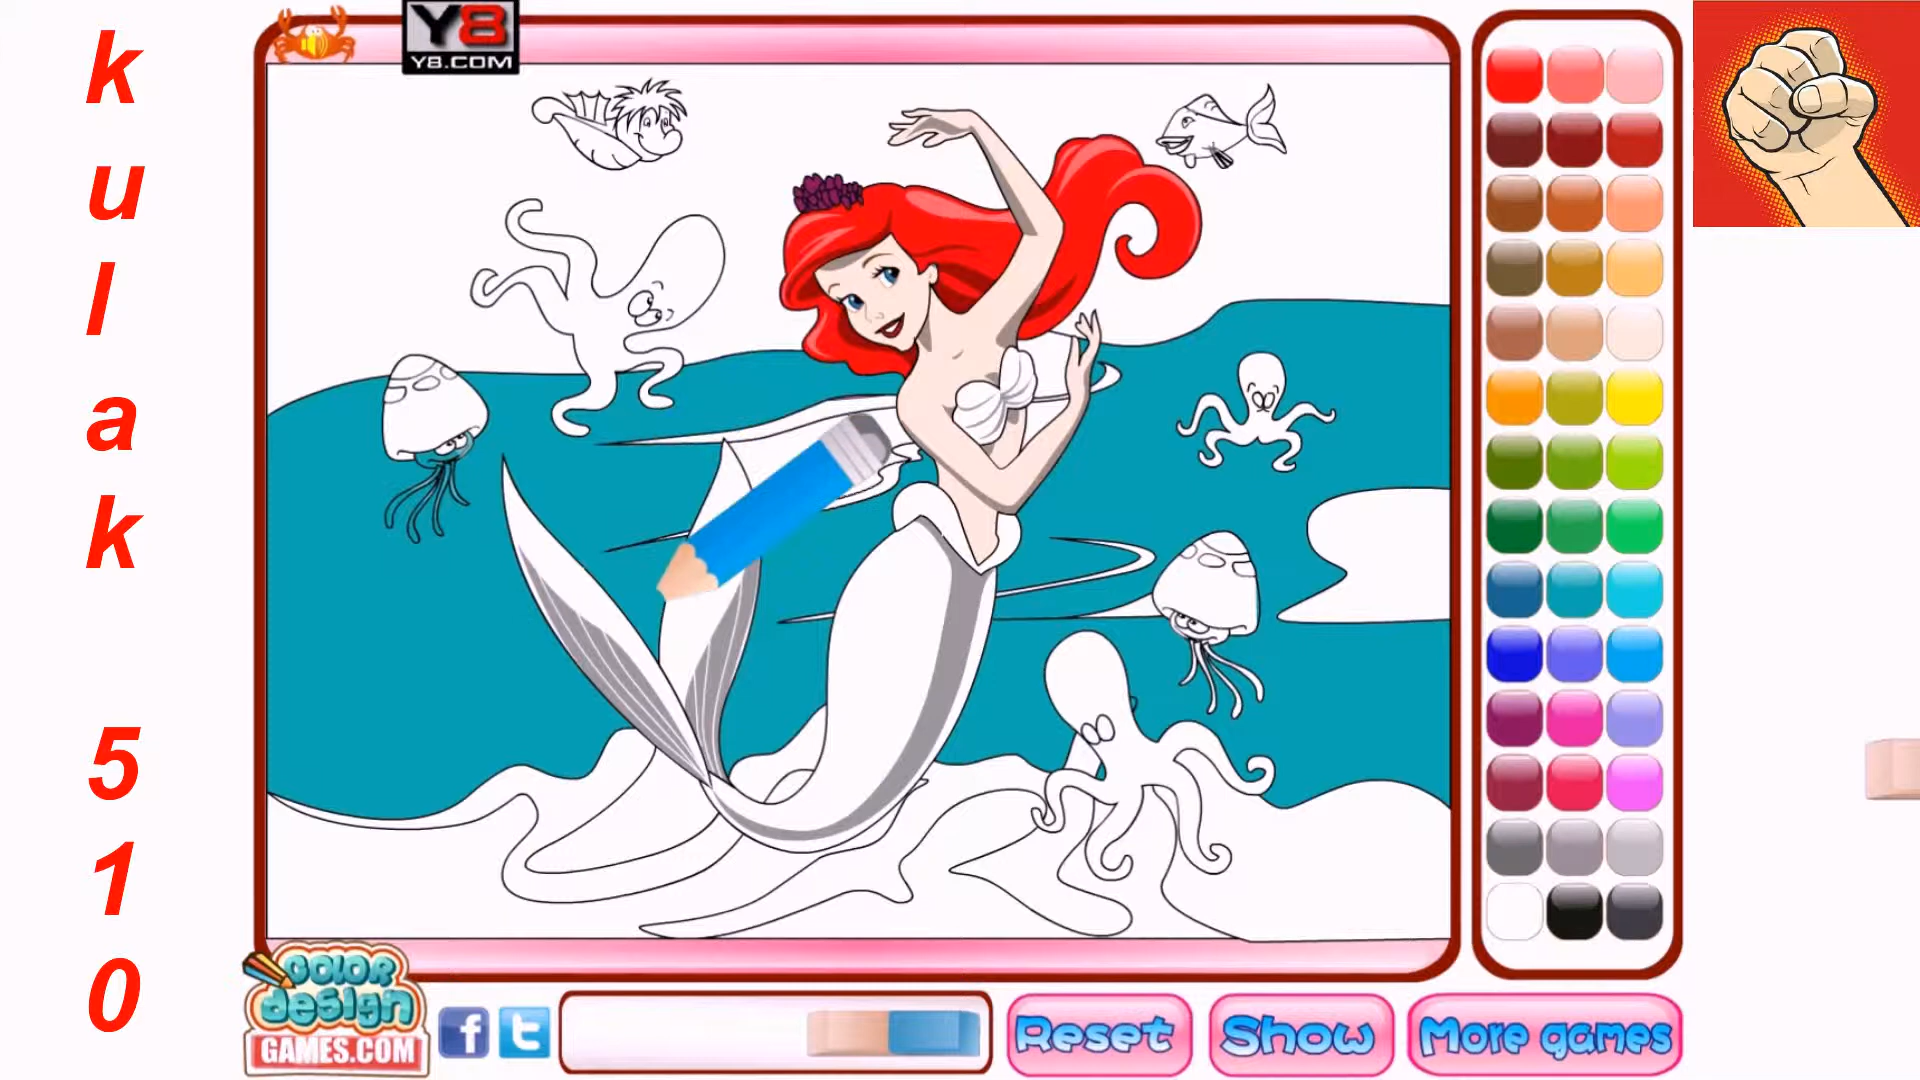 Y8
Y8.COM
k
u
l
a
k
5
1
0
COLOR
design
GAMES.COM
f
t
Reset
Show
More games